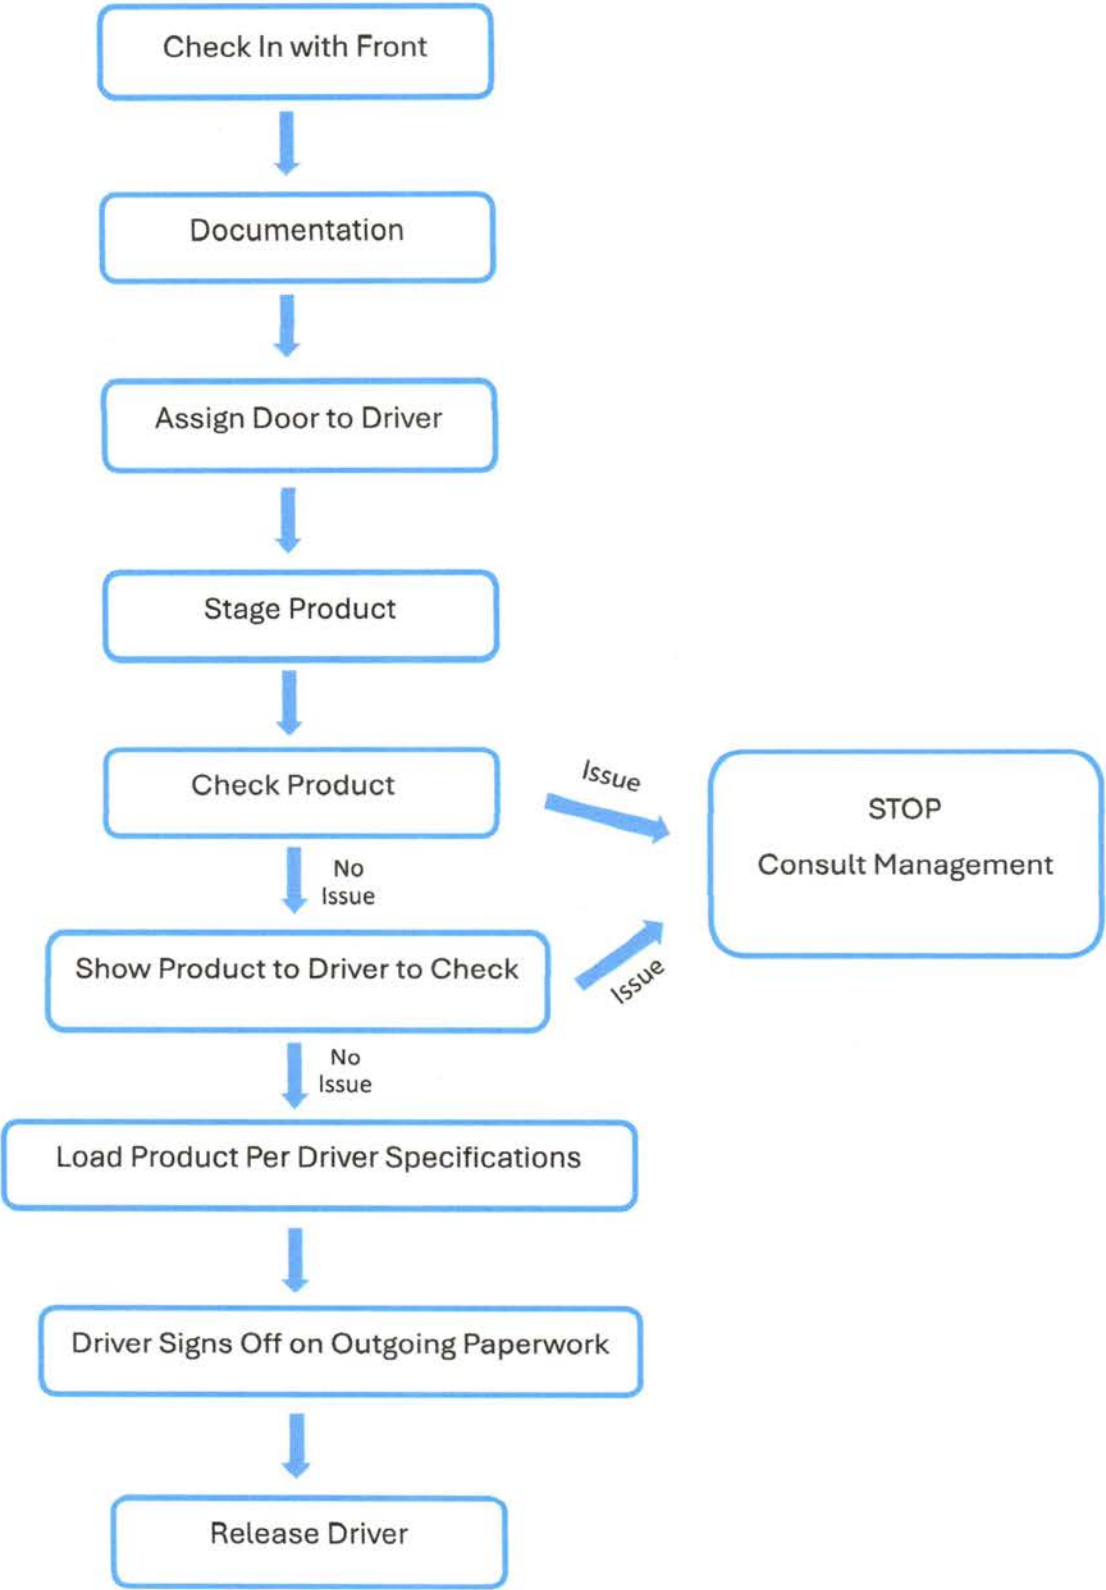 Check In with Front
Documentation
Assign Door to Driver
Stage Product
Check Product
Issue
STOP
Consult Management
No
Issue
Show Product to Driver to Check
Issue
No
Issue
Load Product Per Driver Specifications
Driver Signs Off on Outgoing Paperwork
Release Driver